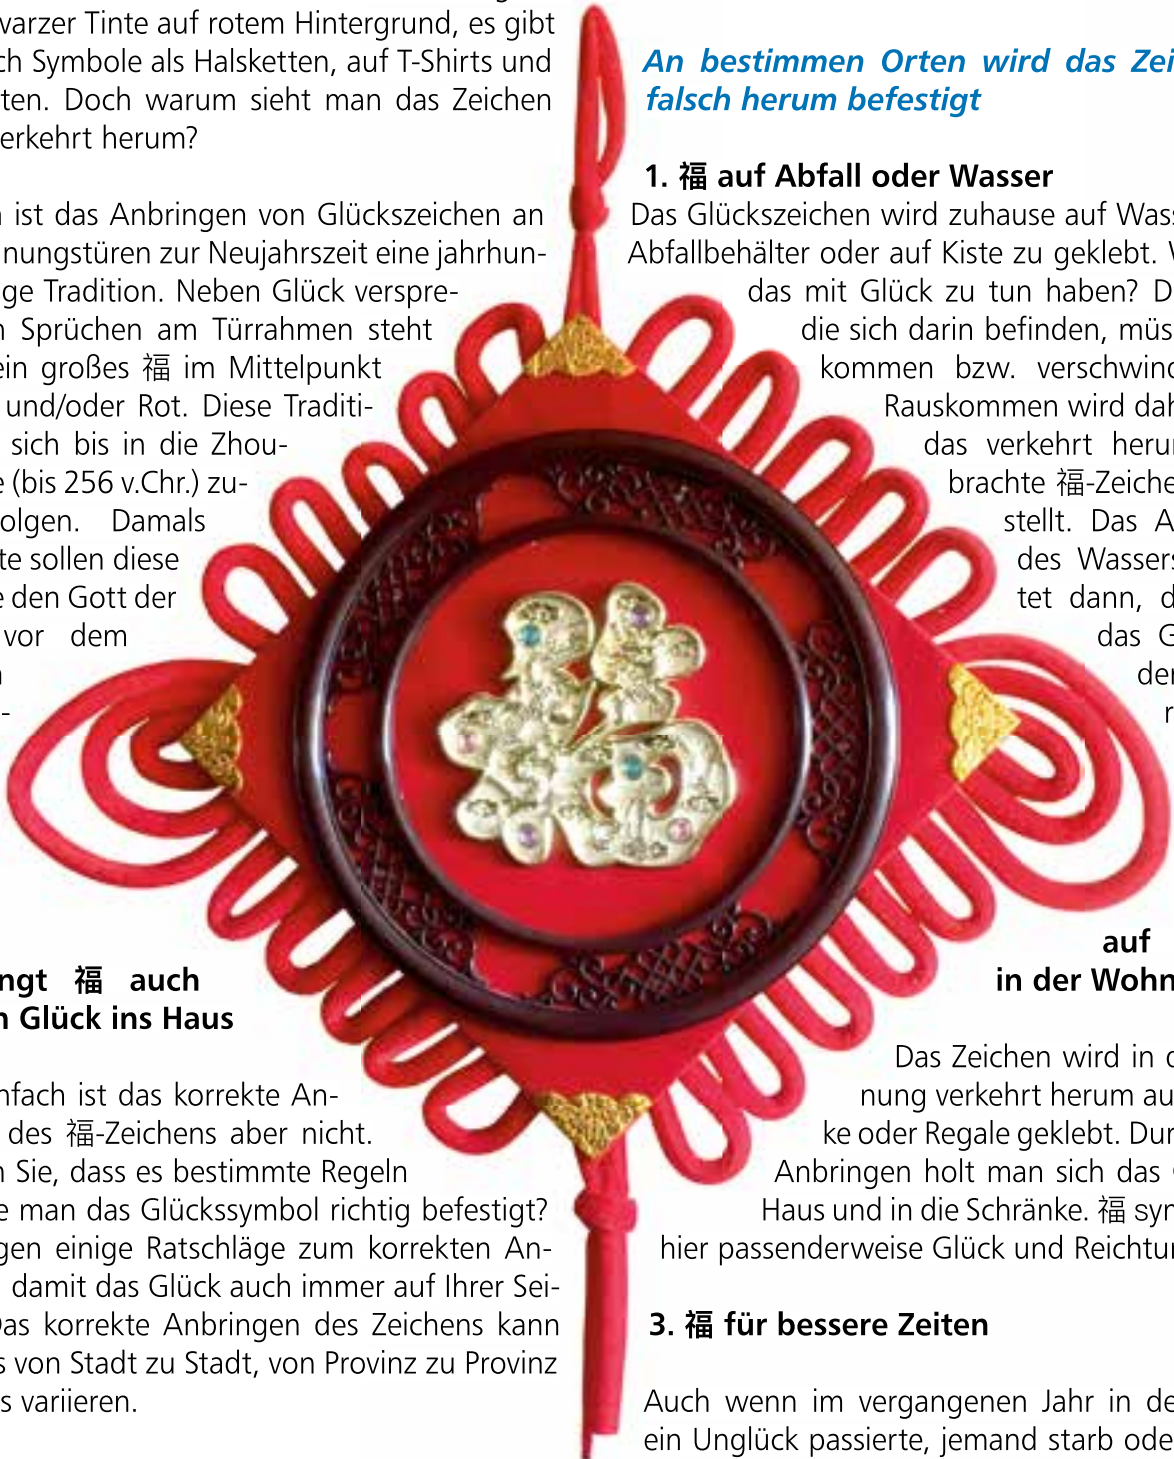 varzer Tinte auf rotem Hintergrund, es gibt
ch Symbole als Halsketten, auf T-Shirts und
ten. Doch warum sieht man das Zeichen
erkehrt herum?
ist das Anbringen von Glückszeichen an
nungstüren zur Neujahrszeit eine jahrhun-
ge Tradition. Neben Glück verspre-
n Sprüchen am Türrahmen steht
ein großes 福 im Mittelpunkt
und/oder Rot. Diese Traditi-
sich bis in die Zhou-
e (bis 256 v.Chr.) zu-
olgen. Damals
te sollen diese
e den Gott der
vor dem
-
ngt 福 auch
n Glück ins Haus
nfach ist das korrekte An-
des 福-Zeichens aber nicht.
n Sie, dass es bestimmte Regeln
e man das Glückssymbol richtig befestigt?
gen einige Ratschläge zum korrekten An-
damit das Glück auch immer auf Ihrer Sei-
Das korrekte Anbringen des Zeichens kann
s von Stadt zu Stadt, von Provinz zu Provinz
s variieren.
An bestimmen Orten wird das Zei
falsch herum befestigt
1. 福 auf Abfall oder Wasser
Das Glückszeichen wird zuhause auf Wass
Abfallbehälter oder auf Kiste zu geklebt. W
das mit Glück zu tun haben? D
die sich darin befinden, müs
kommen bzw. verschwind
Rauskommen wird dah
das verkehrt herum
brachte 福-Zeiche
stellt. Das A
des Wassers
tet dann, d
das G
der
r
福
auf
in der Wohn
Das Zeichen wird in d
nung verkehrt herum au
ke oder Regale geklebt. Dur
Anbringen holt man sich das
Haus und in die Schränke. 福 syn
hier passenderweise Glück und Reichtur
3. 福 für bessere Zeiten
Auch wenn im vergangenen Jahr in de
ein Unglück passierte, jemand starb ode